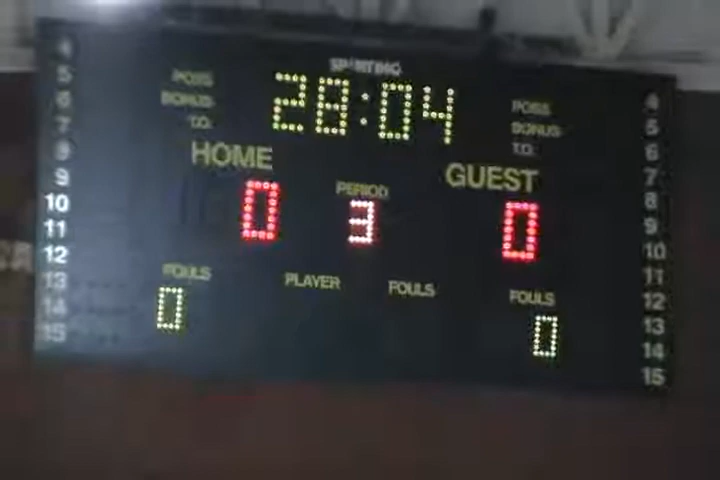 SPORTING
28:04
POSS
BONUS
T.O.
POSS
BONUS
T.O.
HOME
GUEST
PERIOD
0
3
0
FOULS
PLAYER
FOULS
FOULS
0
0
4
5
6
7
8
9
10
11
12
13
14
15
4
5
6
7
8
9
10
11
12
13
14
15